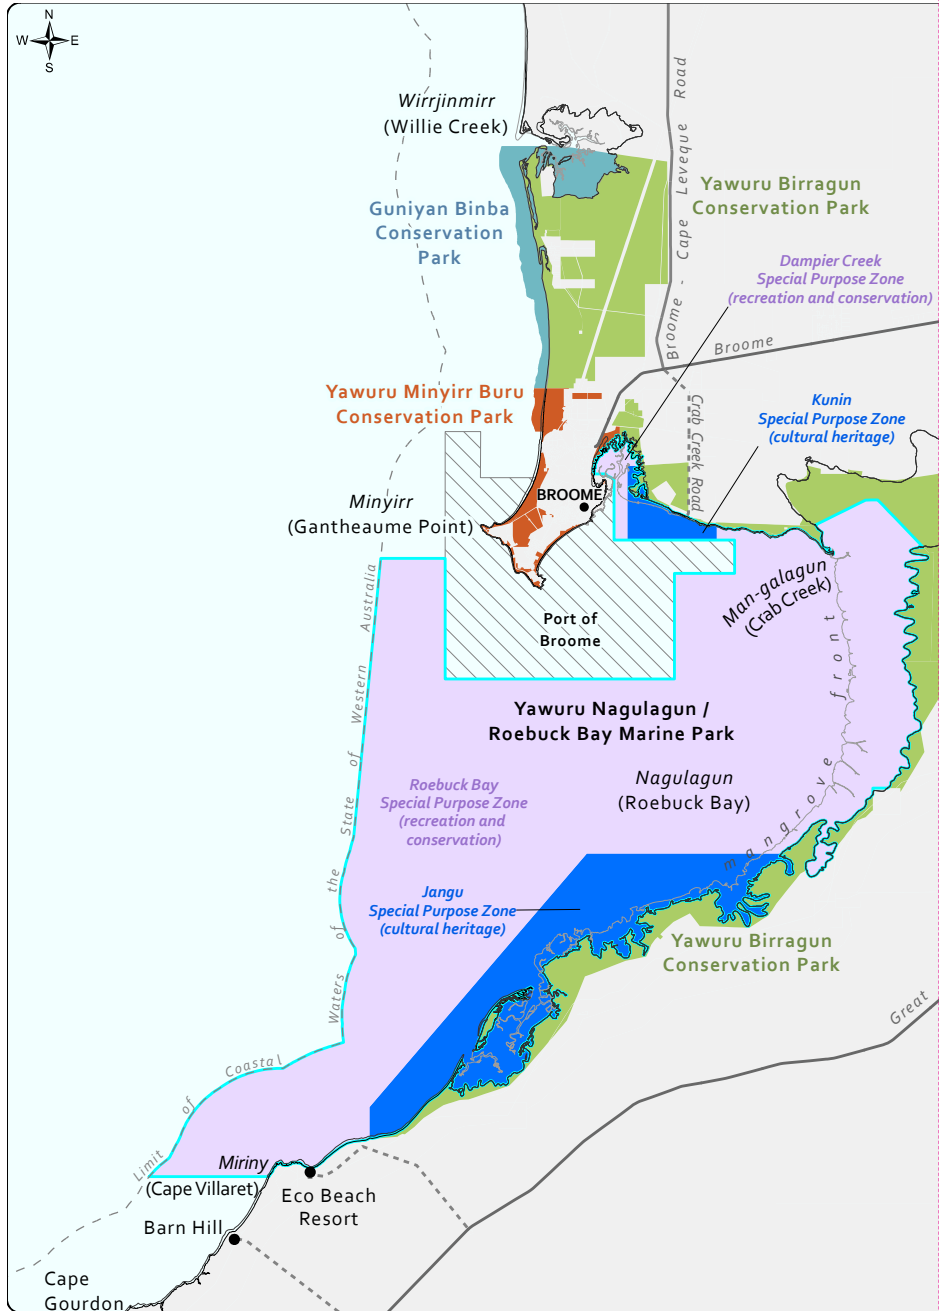 N
W E
S
Wirrjinmirr
(Willie Creek)
Broome - Cape Leveque Road
Guniyan Binba
Conservation
Park
Yawuru Birragun
Conservation Park
Dampier Creek
Special Purpose Zone
(recreation and conservation)
Broome
Yawuru Minyirr Buru
Conservation Park
Kunin
Special Purpose Zone
(cultural heritage)
Crab Creek Road
Minyirr
(Gantheaume Point)
BROOME
Man-galagun
(Crab Creek)
Port of
Broome
Yawuru Nagulagun /
Roebuck Bay Marine Park
Nagulagun
(Roebuck Bay)
Roebuck Bay
Special Purpose Zone
(recreation and
conservation)
mangrove front
Jangu
Special Purpose Zone
(cultural heritage)
Yawuru Birragun
Conservation Park
Great
Limit of Coastal Waters of the State of Western Australia
Miriny
(Cape Villaret)
Eco Beach
Resort
Barn Hill
Cape
Gourdon